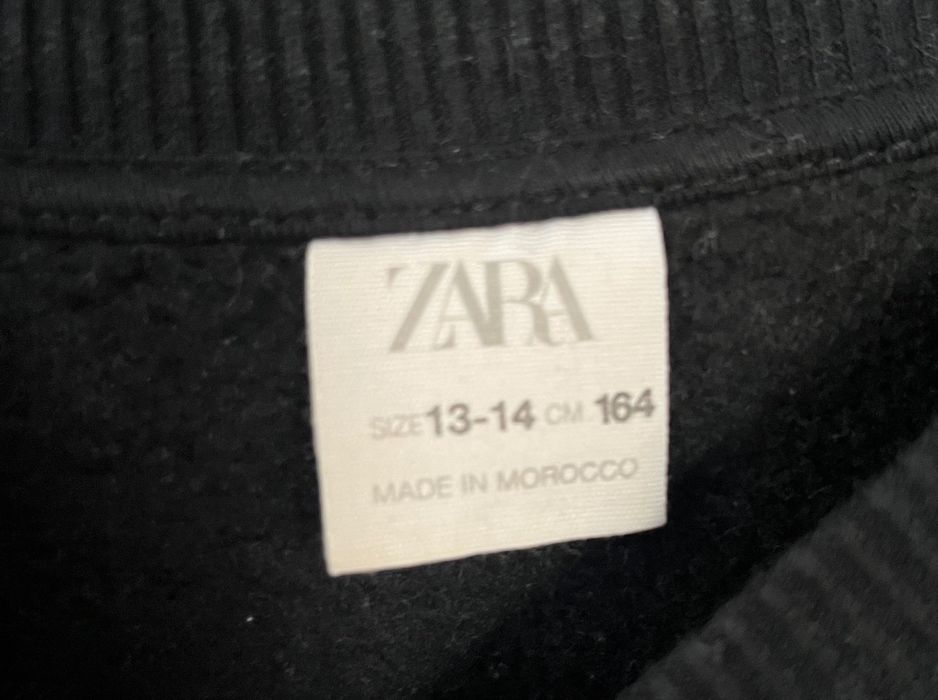 ZARA
SIZE 13-14 CM 164
MADE IN MOROCCO